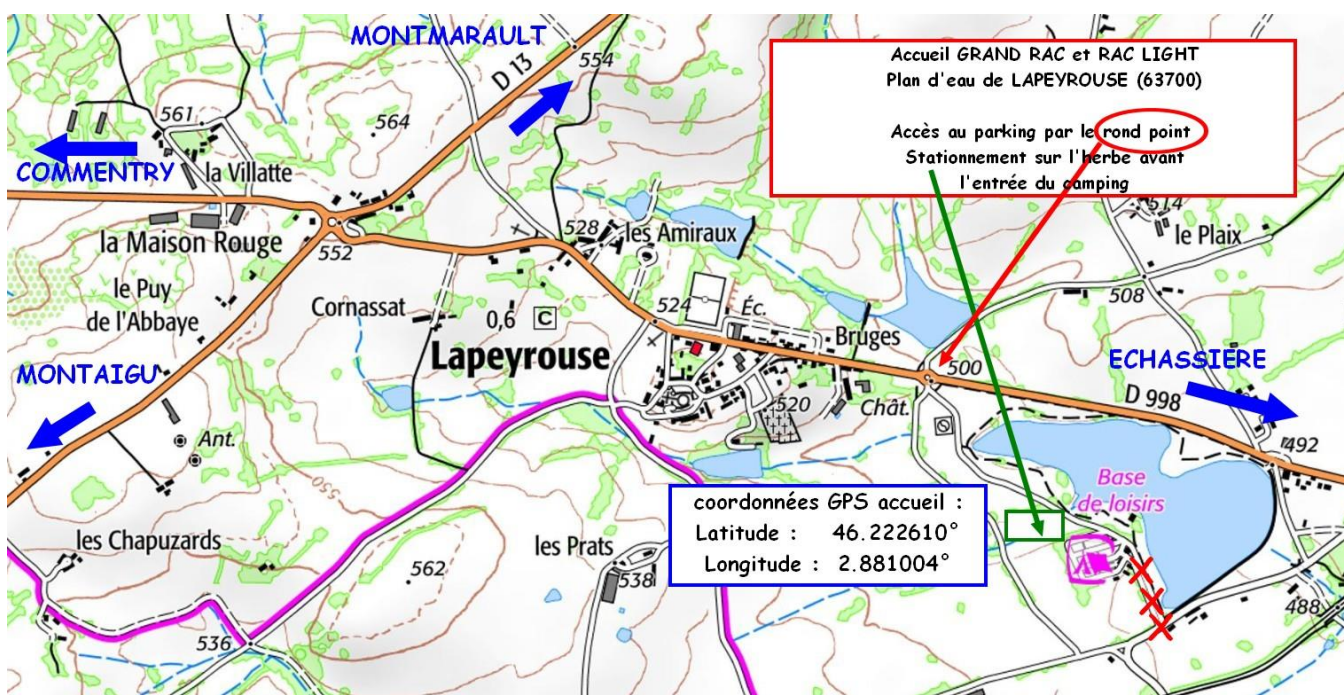 MONTMARAULT
D 13
554
561
564
COMMENTRY
la Villatte
la Maison Rouge
552
528
les Amiraux
le Puy
de l'Abbaye
Cornassat
0,6
C
524
Éc.
Bruges
Lapeyrouse
MONTAIGU
Ant.
550
520
Chât.
500
D 998
ECHASSIERE
492
508
514
le Plaix
Accueil GRAND RAC et RAC LIGHT
Plan d'eau de LAPEYROUSE (63700)
Accès au parking par le rond point
Stationnement sur l'herbe avant
l'entrée du camping
Base
de loisirs
coordonnées GPS accueil :
Latitude : 46.222610°
Longitude : 2.881004°
les Chapuzards
562
les Prats
538
536
488